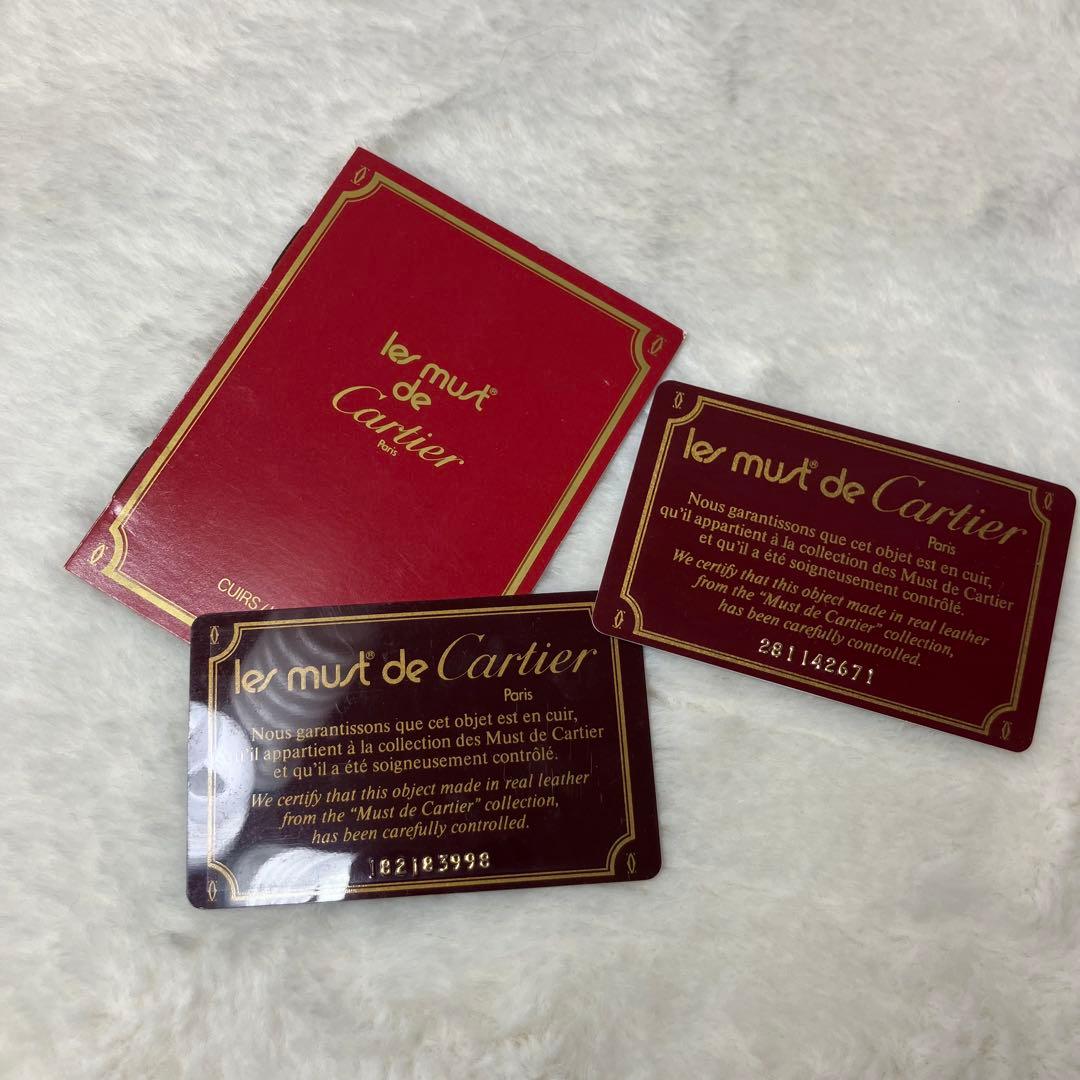 les must®
de
Cartier
Paris
CUIRS
les must® de Cartier
Paris
Nous garantissons que cet objet est en cuir,
qu'il appartient à la collection des Must de Cartier
et qu'il a été soigneusement contrôlé.
We certify that this object made in real leather
from the "Must de Cartier" collection,
has been carefully controlled.
281142671
les must® de Cartier
Paris
Nous garantissons que cet objet est en cuir,
qu'il appartient à la collection des Must de Cartier
et qu'il a été soigneusement contrôlé.
We certify that this object made in real leather
from the "Must de Cartier" collection,
has been carefully controlled.